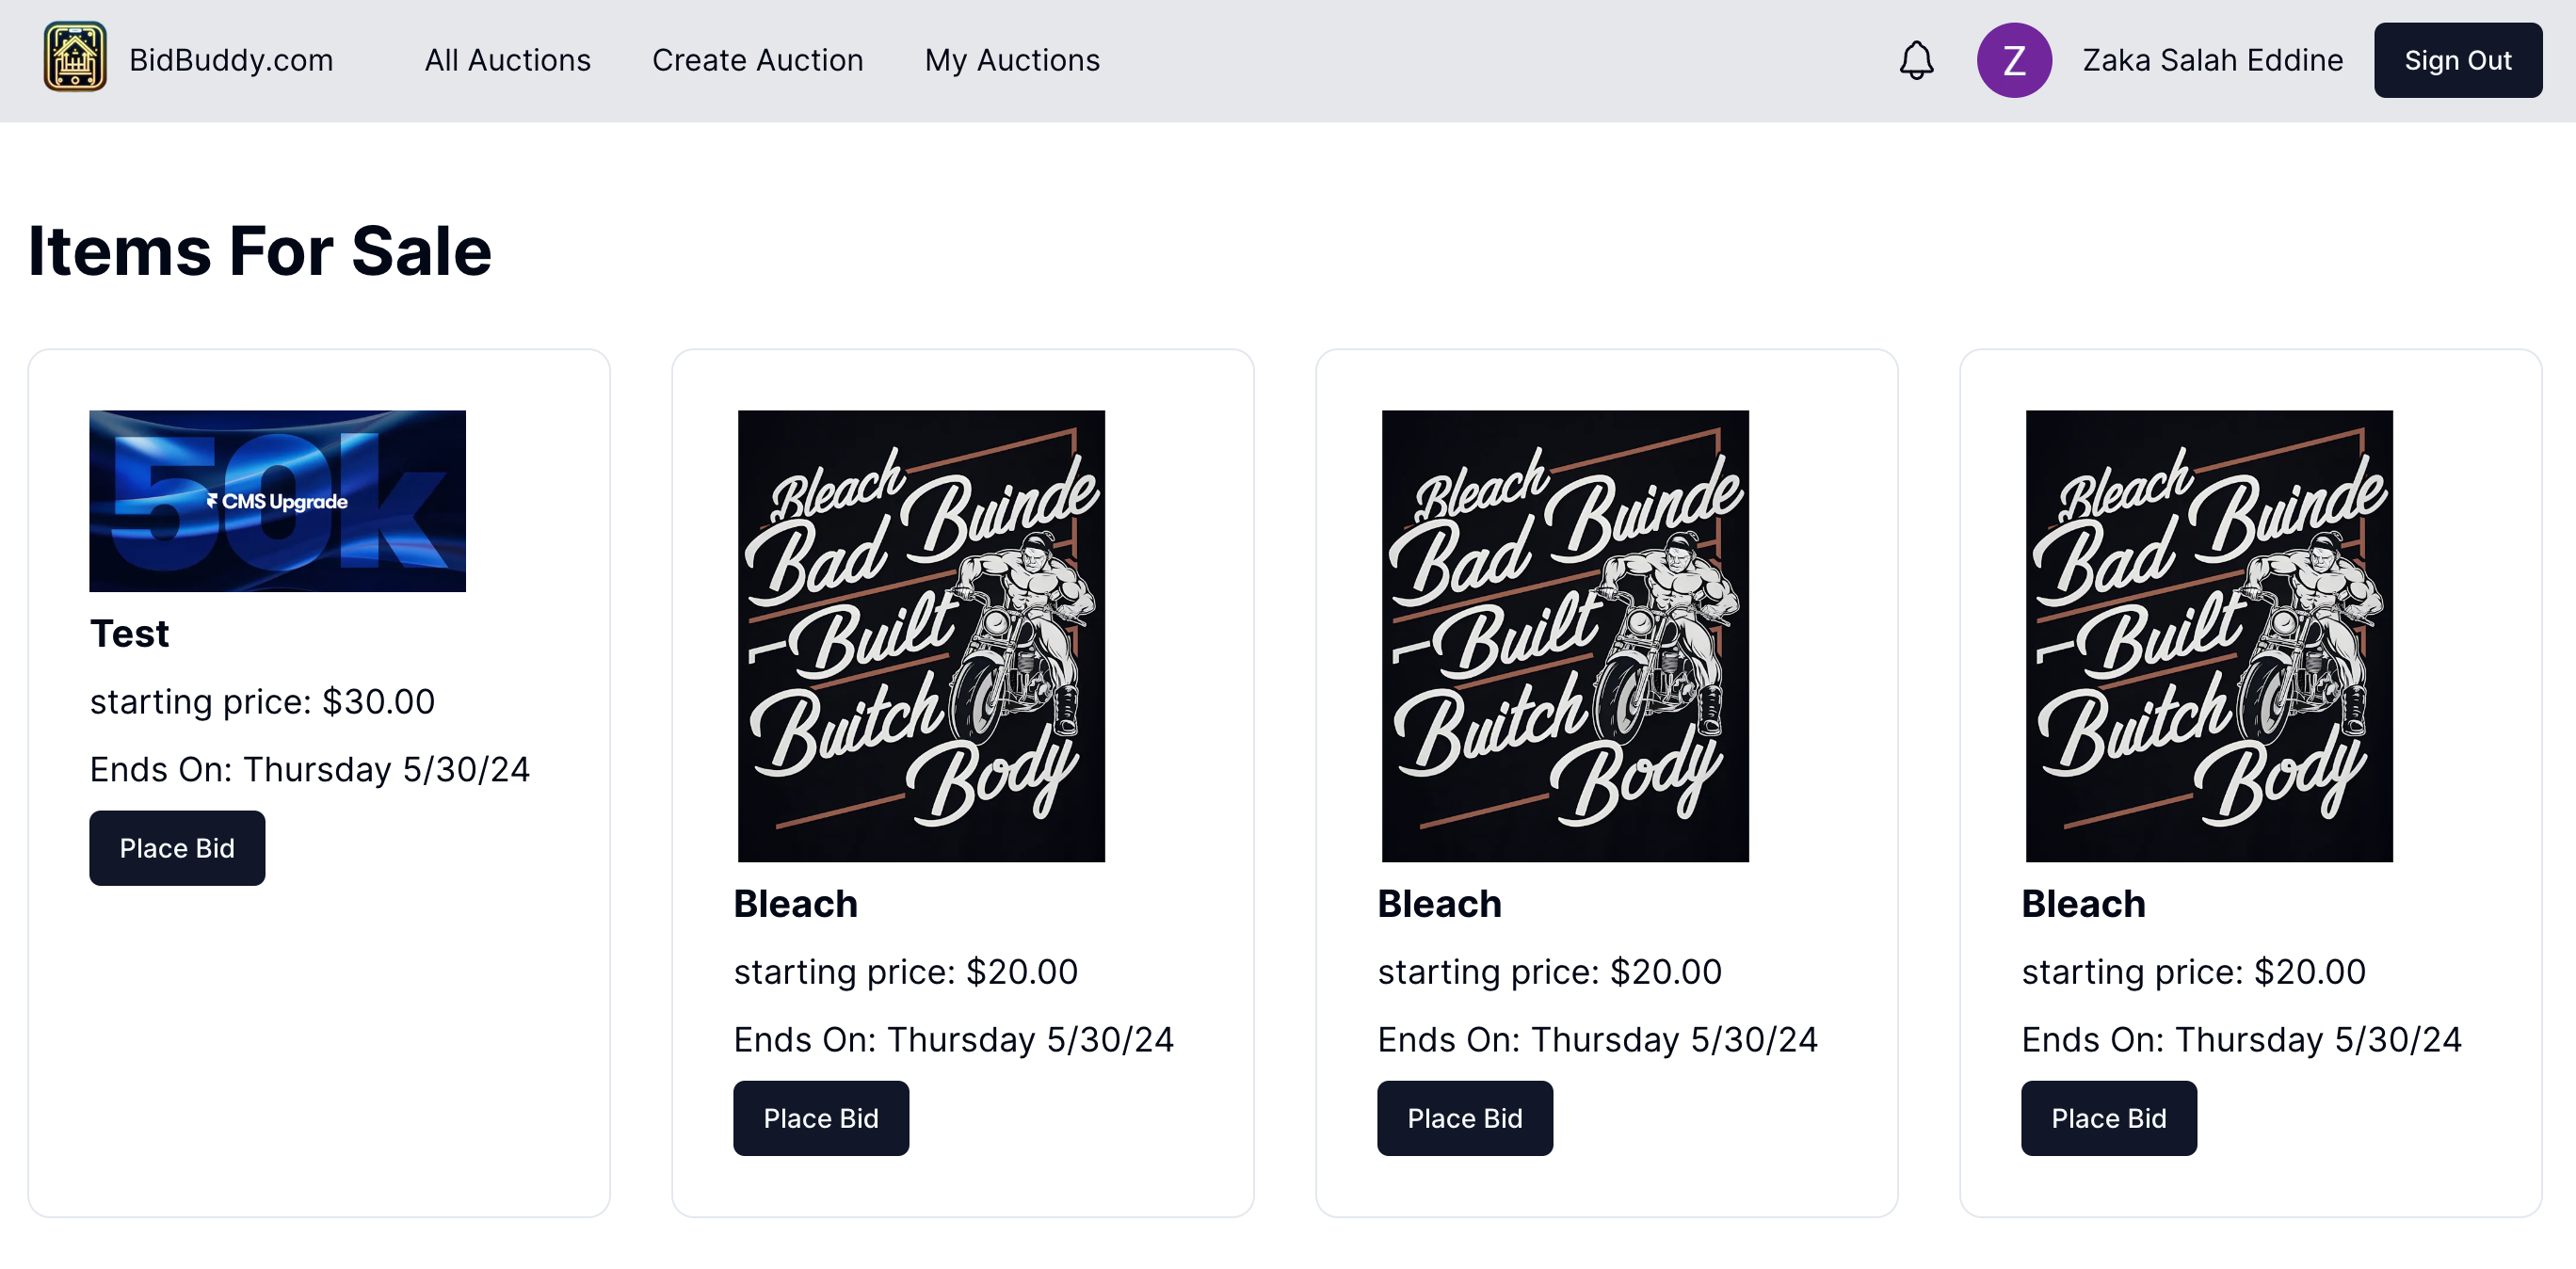 BidBuddy.com
All Auctions
Create Auction
My Auctions
Z
Zaka Salah Eddine
Sign Out
Items For Sale
50k
CMS Upgrade
Test
starting price: $30.00
Ends On: Thursday 5/30/24
Place Bid
Bleach
Bad Buinde
Built
Buitch
Body
Bleach
starting price: $20.00
Ends On: Thursday 5/30/24
Place Bid
Bleach
Bad Buinde
Built
Buitch
Body
Bleach
starting price: $20.00
Ends On: Thursday 5/30/24
Place Bid
Bleach
Bad Buinde
Built
Buitch
Body
Bleach
starting price: $20.00
Ends On: Thursday 5/30/24
Place Bid